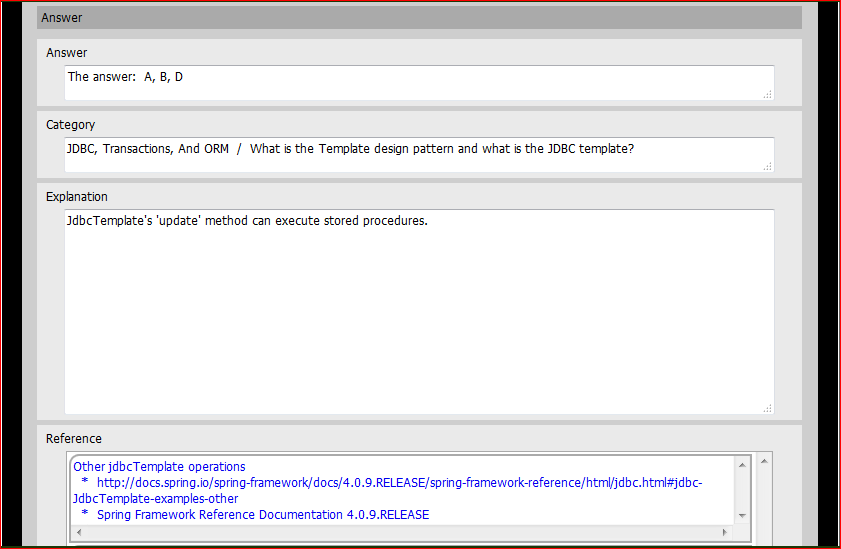 Answer
Answer
The answer:  A, B, D
Category
JDBC, Transactions, And ORM  /  What is the Template design pattern and what is the JDBC template?
Explanation
JdbcTemplate's 'update' method can execute stored procedures.
Reference
Other jdbcTemplate operations
*  http://docs.spring.io/spring-framework/docs/4.0.9.RELEASE/spring-framework-reference/html/jdbc.html#jdbc-
JdbcTemplate-examples-other
*  Spring Framework Reference Documentation 4.0.9.RELEASE